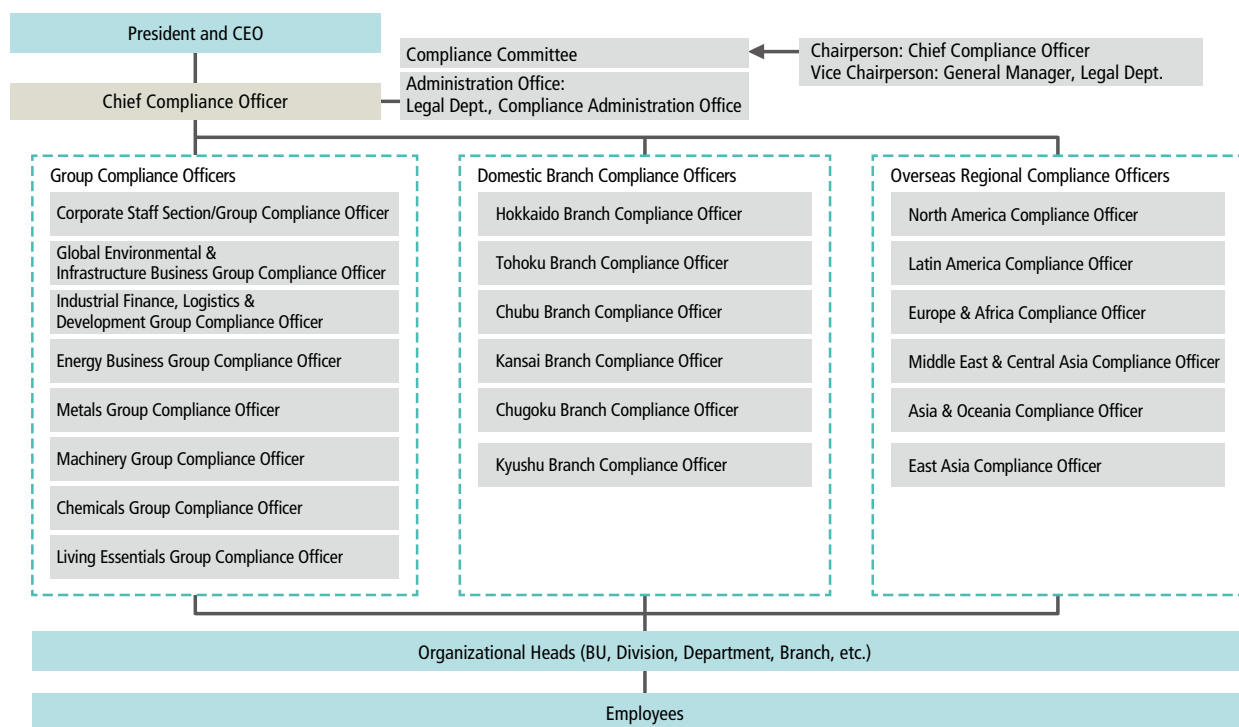 President and CEO
Compliance Committee
Chairperson: Chief Compliance Officer
Vice Chairperson: General Manager, Legal Dept.
Chief Compliance Officer
Administration Office:
Legal Dept., Compliance Administration Office
Group Compliance Officers
Corporate Staff Section/Group Compliance Officer
Global Environmental &
Infrastructure Business Group Compliance Officer
Industrial Finance, Logistics &
Development Group Compliance Officer
Energy Business Group Compliance Officer
Metals Group Compliance Officer
Machinery Group Compliance Officer
Chemicals Group Compliance Officer
Living Essentials Group Compliance Officer
Domestic Branch Compliance Officers
Hokkaido Branch Compliance Officer
Tohoku Branch Compliance Officer
Chubu Branch Compliance Officer
Kansai Branch Compliance Officer
Chugoku Branch Compliance Officer
Kyushu Branch Compliance Officer
Overseas Regional Compliance Officers
North America Compliance Officer
Latin America Compliance Officer
Europe & Africa Compliance Officer
Middle East & Central Asia Compliance Officer
Asia & Oceania Compliance Officer
East Asia Compliance Officer
Organizational Heads (BU, Division, Department, Branch, etc.)
Employees